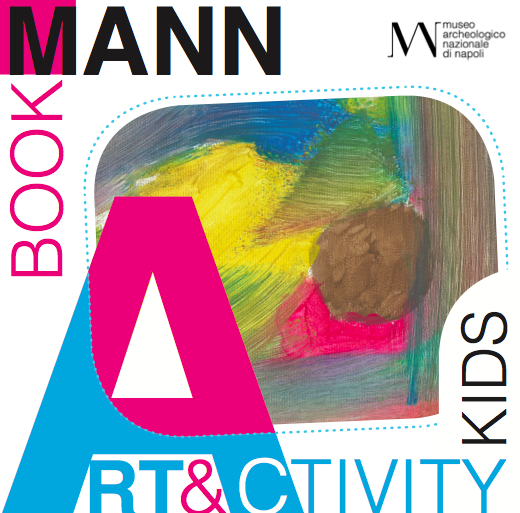 MANN
museo
archeologico
nazionale
di napoli
BOOK
KIDS
ART&ACTIVITY